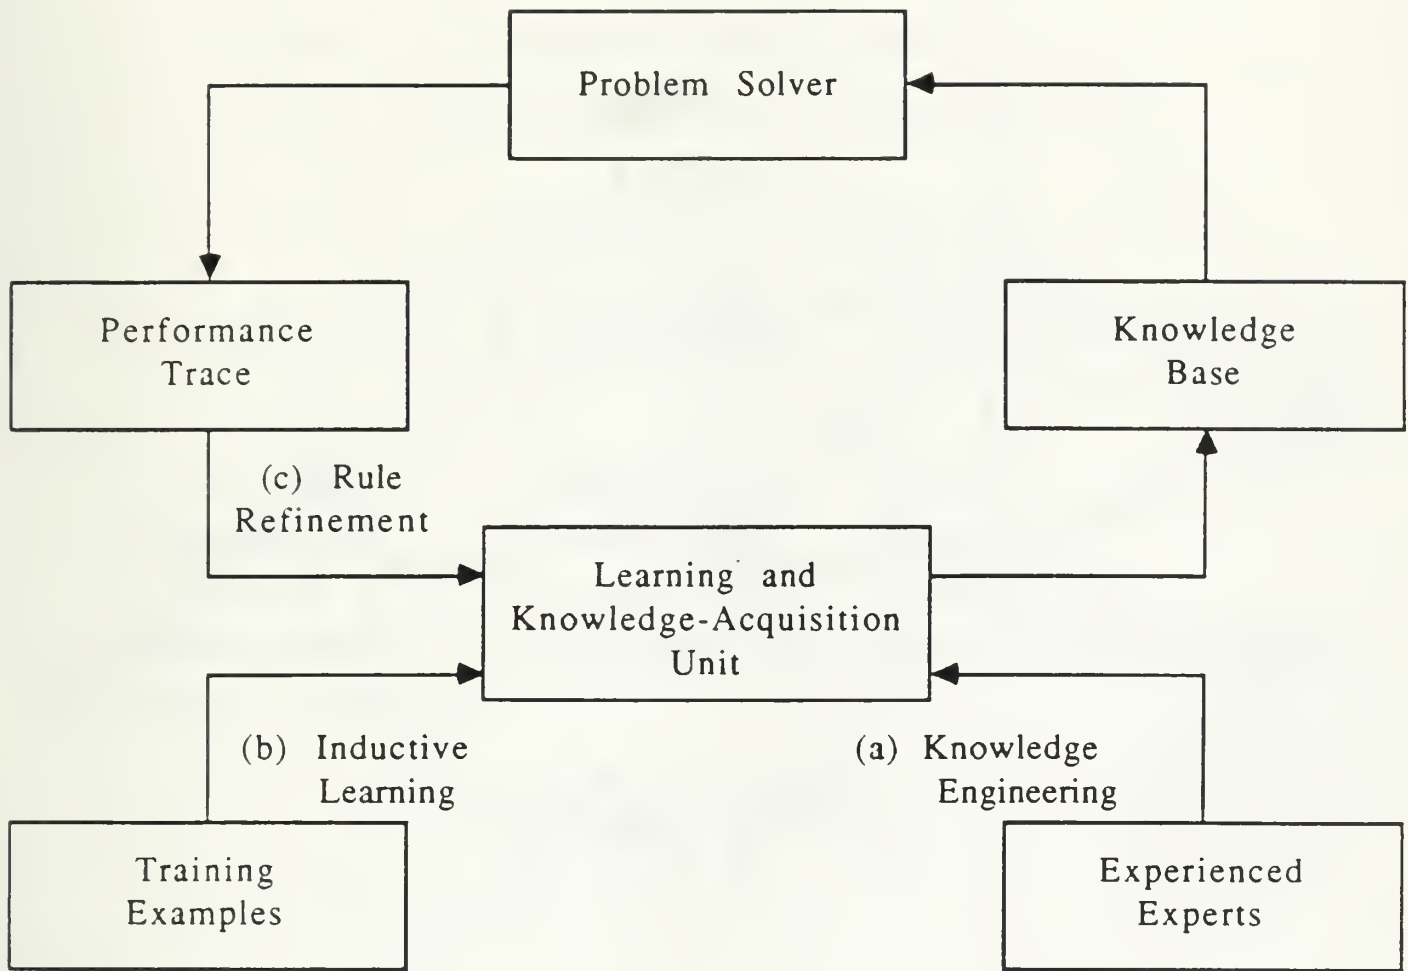 Problem Solver
Performance
Trace
Knowledge
Base
(c) Rule
Refinement
Learning and
Knowledge-Acquisition
Unit
(b) Inductive
Learning
(a) Knowledge
Engineering
Training
Examples
Experienced
Experts